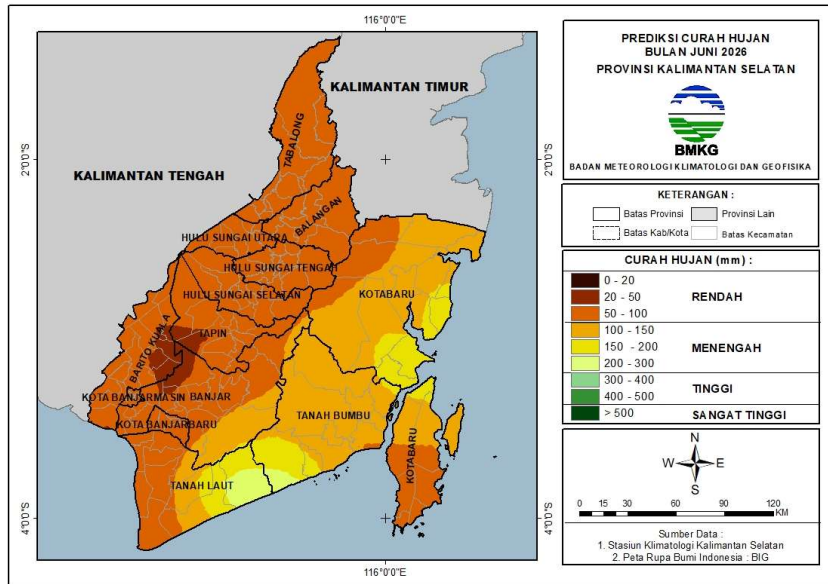 116°0'0"E
PREDIKSI CURAH HUJAN
BULAN JUNI 2026
PROVINSI KALIMANTAN SELATAN
BMKG
BADAN METEOROLOGI KLIMATOLOGI DAN GEOFISIKA
KALIMANTAN TIMUR
KALIMANTAN TENGAH
2°0'0"S
2°0'0"S
TABALONG
BALANGAN
HULU SUNGAI UTARA
HULU SUNGAI TENGAH
HULU SUNGAI SELATAN
KOTABARU
TAPIN
BARITO KUALA
KOTA BANJARMASIN
BANJAR
KOTA BANJARBARU
TANAH BUMBU
TANAH LAUT
KOTABARU
4°0'0"S
4°0'0"S
116°0'0"E
KETERANGAN :
Batas Provinsi
Provinsi Lain
Batas Kab/Kota
Batas Kecamatan
CURAH HUJAN (mm) :
0 - 20
20 - 50
50 - 100
RENDAH
100 - 150
150 - 200
200 - 300
MENENGAH
300 - 400
400 - 500
TINGGI
> 500
SANGAT TINGGI
N
W
E
S
0 15 30 60 90 120
KM
Sumber Data :
1. Stasiun Klimatologi Kalimantan Selatan
2. Peta Rupa Bumi Indonesia : BIG